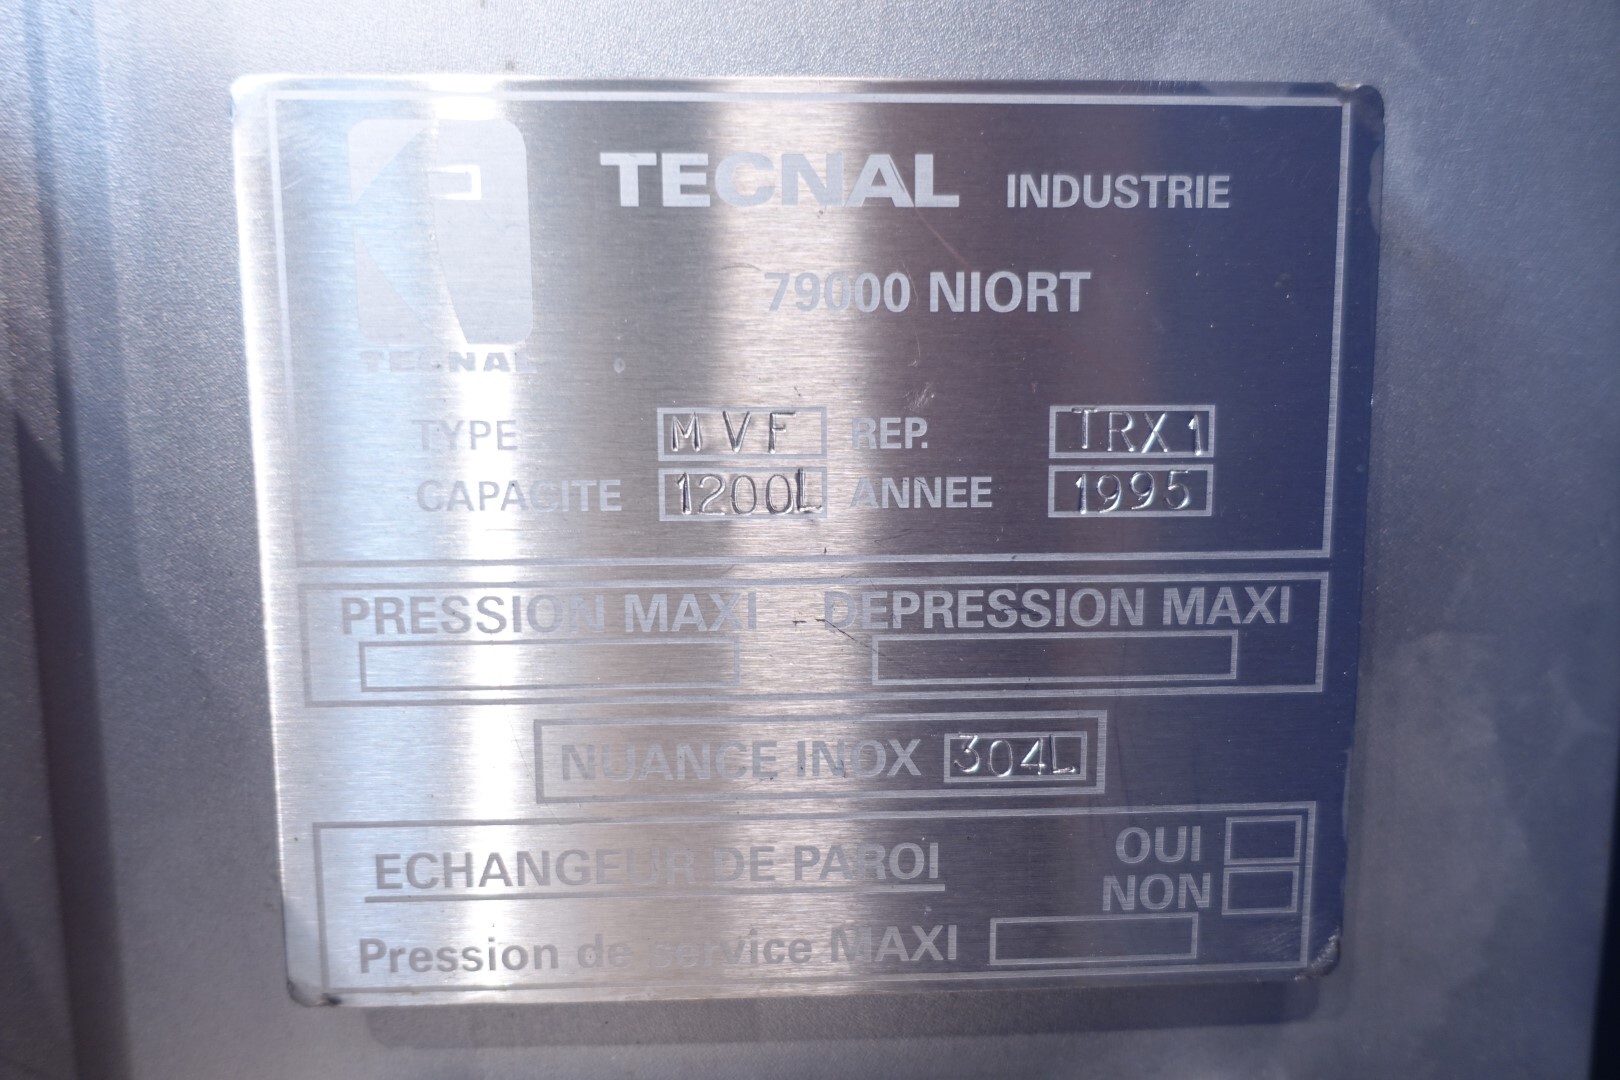 TECNAL INDUSTRIE
79000 NIORT
TECNAL
TYPE MVF REP. TRX1
CAPACITE 1200L ANNEE 1995
PRESSION MAXI DEPRESSION MAXI
NUANCE INOX 304L
ECHANGEUR DE PAROI OUI
NON
Pression de service MAXI